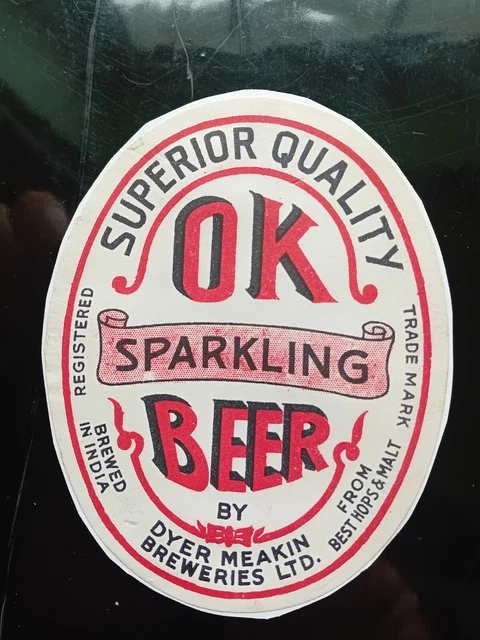 SUPERIOR QUALITY
OK
SPARKLING
BEER
REGISTERED
TRADE MARK
BREWED
IN INDIA
FROM
BEST HOPS & MALT
BY
DYER MEAKIN
BREWERIES LTD.